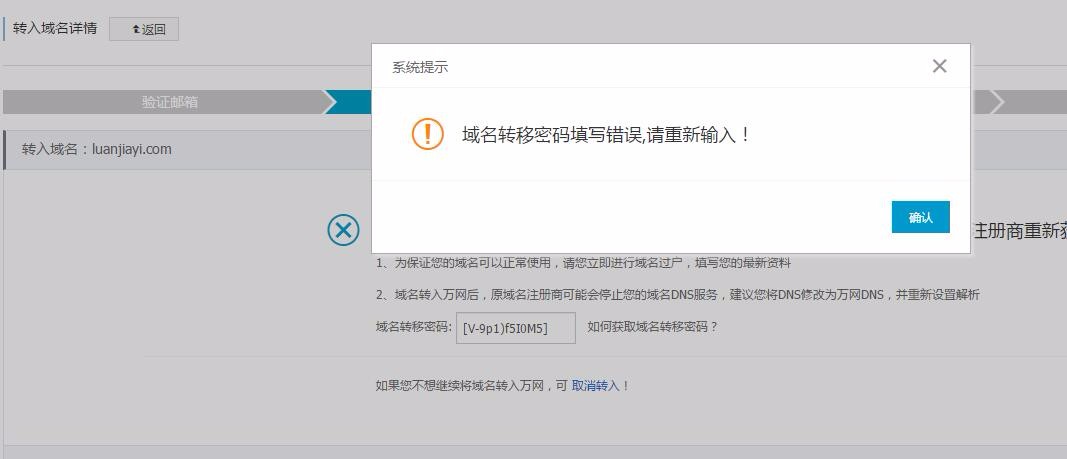 转入域名详情 返回
系统提示
验证邮箱
域名转移密码填写错误,请重新输入！
转入域名：luanjiayi.com
确认
注册商重新
1、为保证您的域名可以正常使用，请您立即进行域名过户，填写您的最新资料
2、域名转入万网后，原域名注册商可能会停止您的域名DNS服务，建议您将DNS修改为万网DNS，并重新设置解析
域名转移密码: [V-9p1)f5I0M5] 如何获取域名转移密码？
如果您不想继续将域名转入万网，可 取消转入！